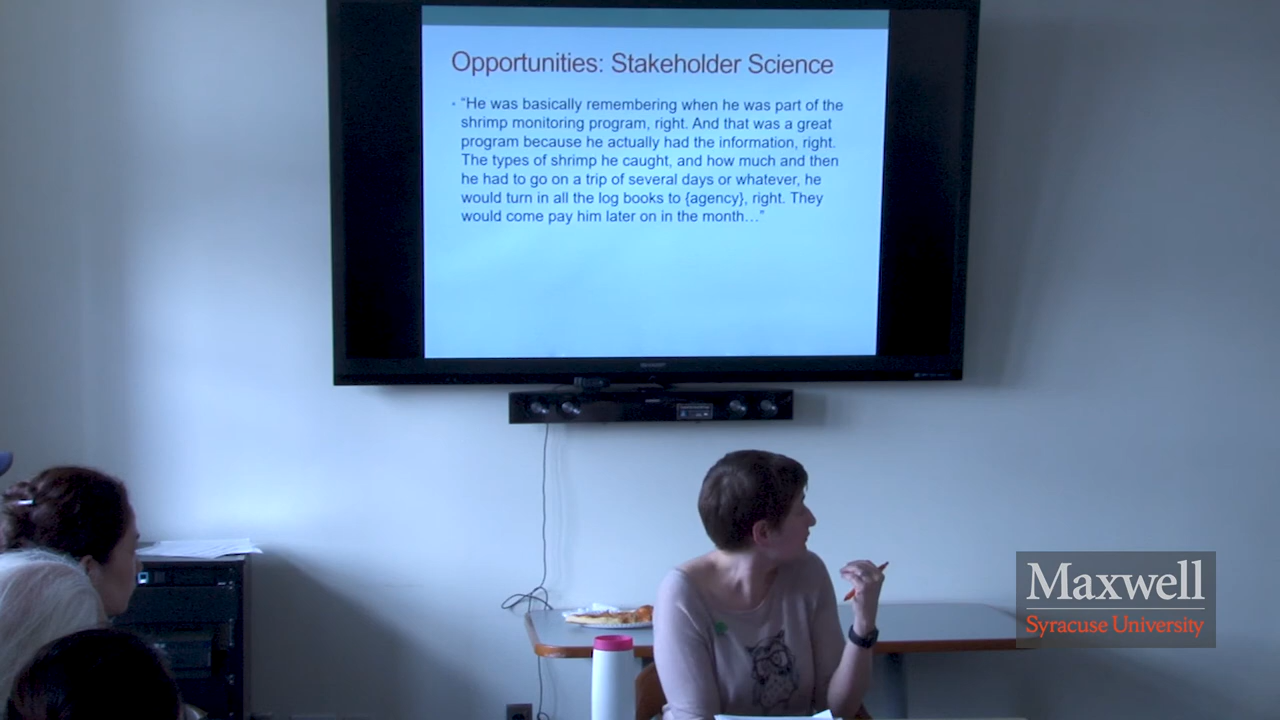 Opportunities: Stakeholder Science
• “He was basically remembering when he was part of the
shrimp monitoring program, right. And that was a great
program because he actually had the information, right.
The types of shrimp he caught, and how much and then
he had to go on a trip of several days or whatever, he
would turn in all the log books to {agency}, right. They
would come pay him later on in the month…”
SHARP
Maxwell
Syracuse University